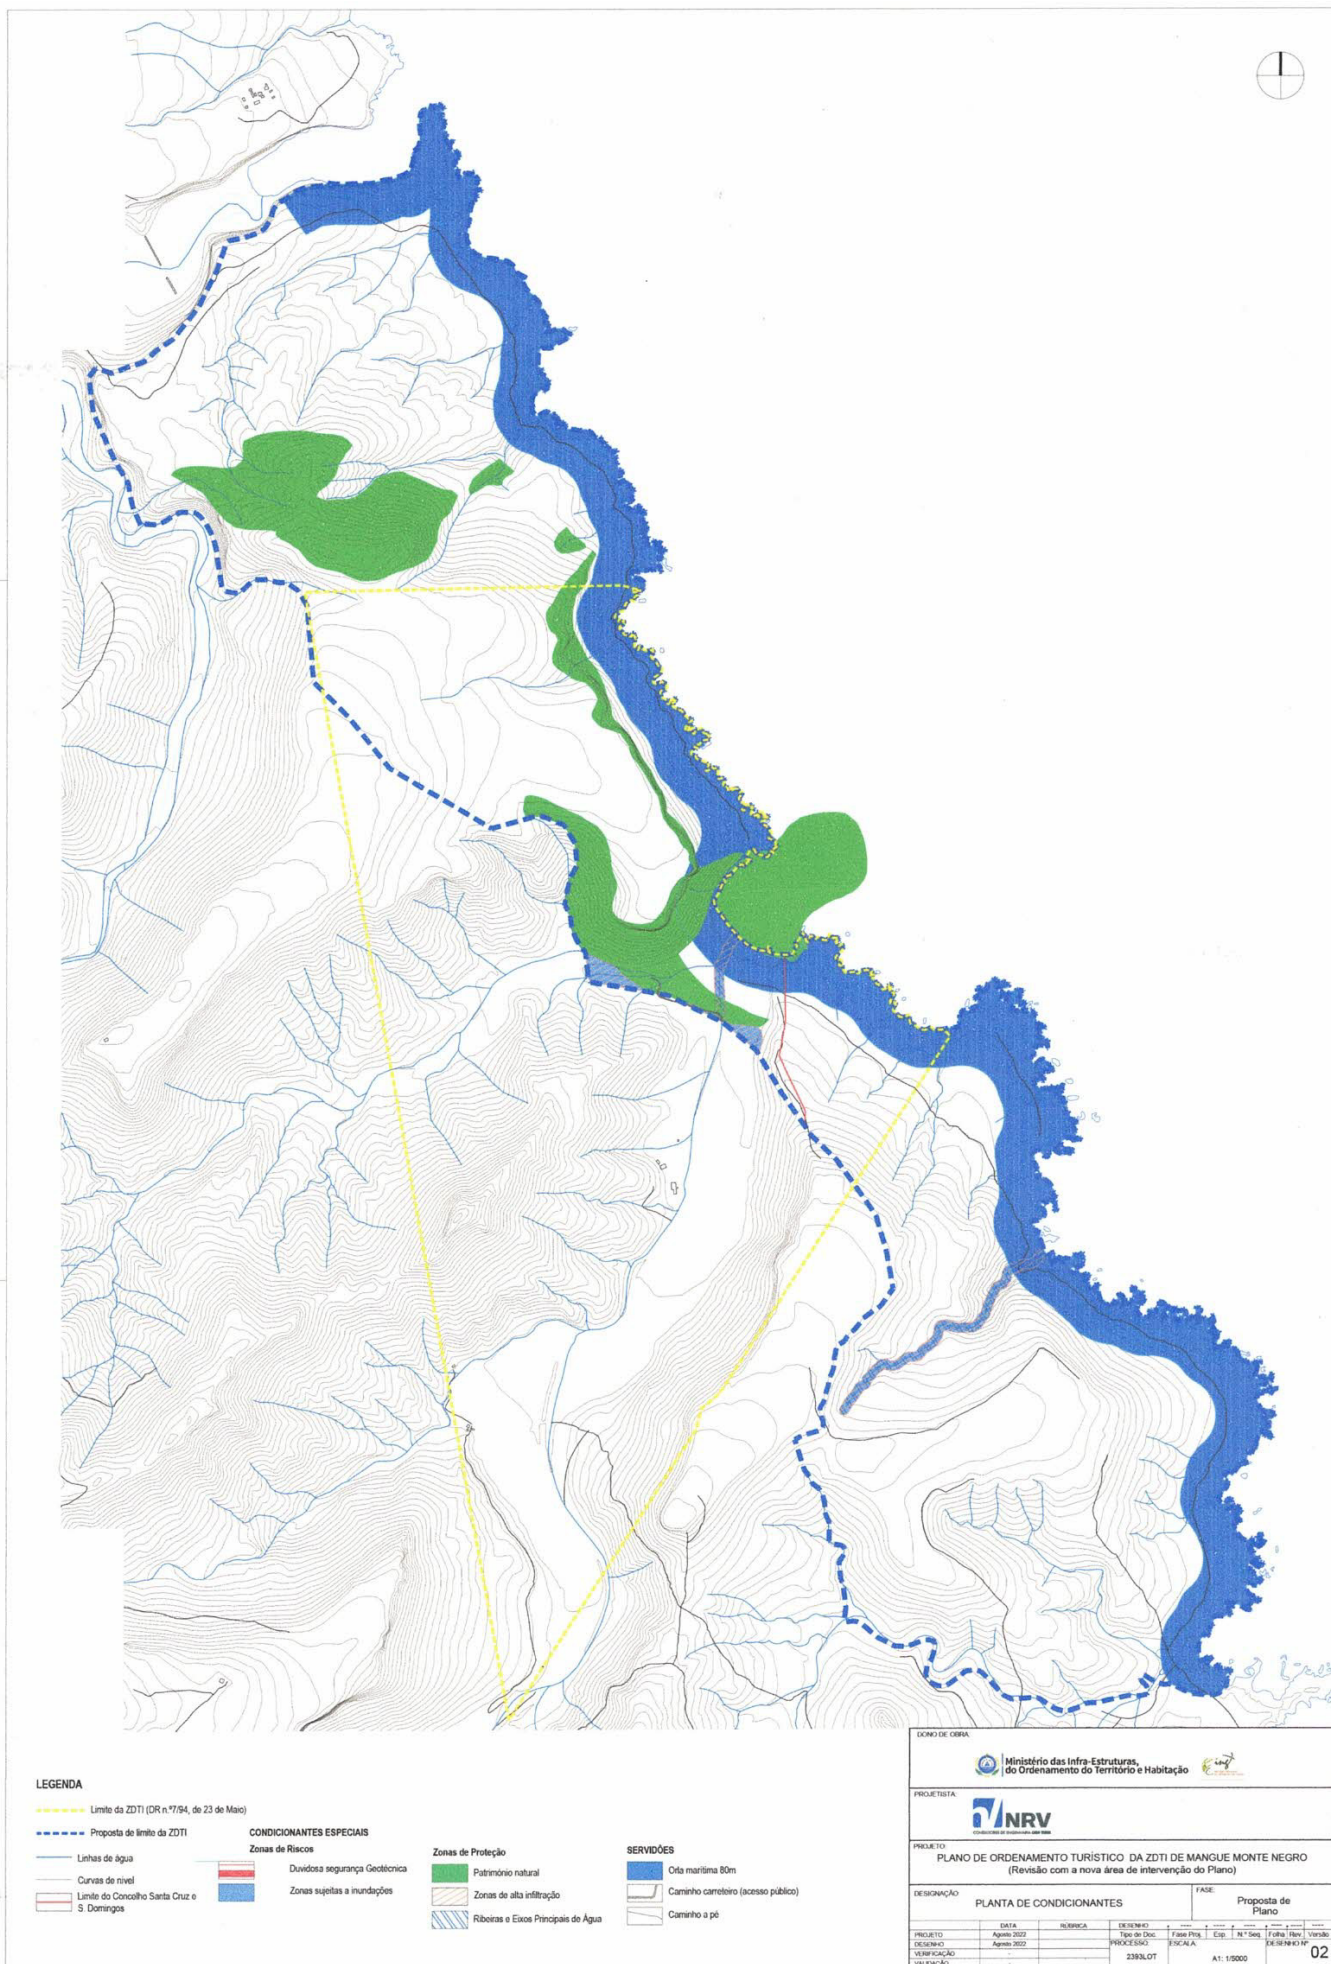 LEGENDA
Limite da ZDTI (DR n.º7/94, de 23 de Maio)
Proposta de limite da ZDTI
Linhas de água
Curvas de nível
Limite do Concolho Santa Cruz e
S. Domingos
CONDICIONANTES ESPECIAIS
Zonas de Riscos
Duvidosa segurança Geotécnica
Zonas sujeitas a inundações
Zonas de Proteção
Património natural
Zonas de alta infiltração
Ribeiras e Eixos Principais de Água
SERVIDÕES
Orla marítima 80m
Caminho carreteiro (acesso público)
Caminho a pé
DONO DE OBRA:
Ministério das Infra-Estruturas,
do Ordenamento do Território e Habitação
PROJETISTA:
NRV
PROJETO:
PLANO DE ORDENAMENTO TURÍSTICO DA ZDTI DE MANGUE MONTE NEGRO
(Revisão com a nova área de intervenção do Plano)
DESIGNAÇÃO
PLANTA DE CONDICIONANTES
FASE:
Proposta de
Plano
DATA RÚBRICA DESENHO
PROJETO Agosto 2022 Tipo de Doc. Fase Proj. Esp. N.º Seq. Folha Rev. Versão
DESENHO Agosto 2022 PROCESSO: ESCALA: DESENHO Nº
VERIFICAÇÃO - 2393LOT A1: 1/5000 02
VALIDAÇÃO